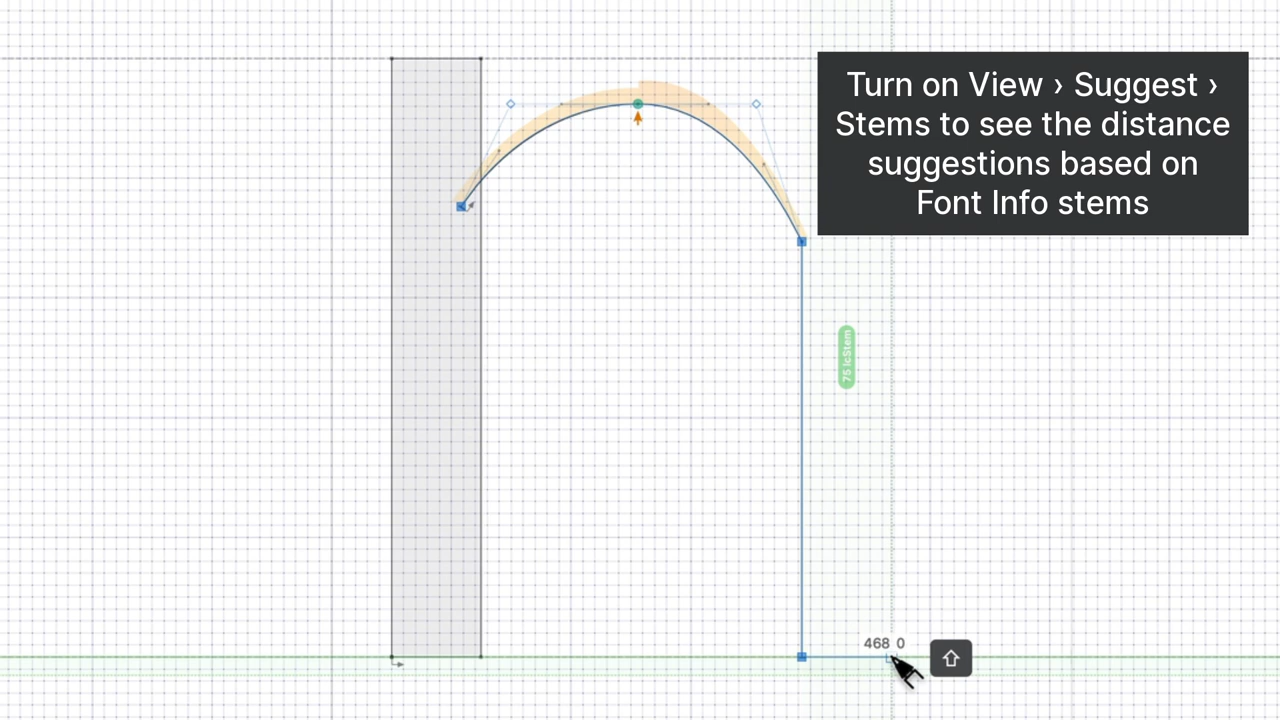 Turn on View › Suggest ›
Stems to see the distance
suggestions based on
Font Info stems
75 lcStem
468 0